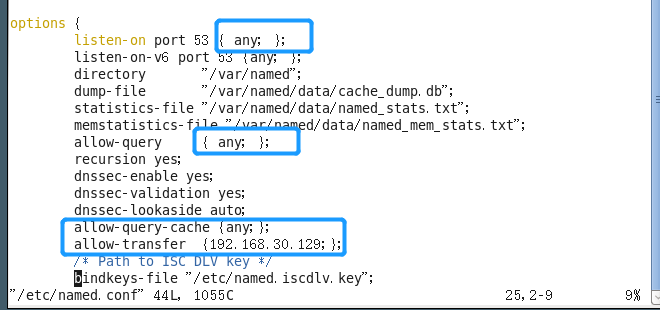 options {
listen-on port 53 { any; };
listen-on-v6 port 53 {any; };
directory "/var/named";
dump-file "/var/named/data/cache_dump.db";
statistics-file "/var/named/data/named_stats.txt";
memstatistics-file "/var/named/data/named_mem_stats.txt";
allow-query { any; };
recursion yes;
dnssec-enable yes;
dnssec-validation yes;
dnssec-lookaside auto;
allow-query-cache {any;};
allow-transfer {192.168.30.129;};
/* Path to ISC DLV key */
bindkeys-file "/etc/named.iscdlv.key";
"/etc/named.conf" 44L, 1055C 25,2-9 9%